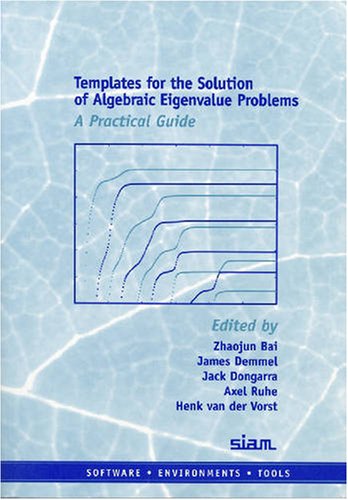 Templates for the Solution
of Algebraic Eigenvalue Problems
A Practical Guide
Edited by
Zhaojun Bai
James Demmel
Jack Dongarra
Axel Ruhe
Henk van der Vorst
siam
SOFTWARE • ENVIRONMENTS • TOOLS